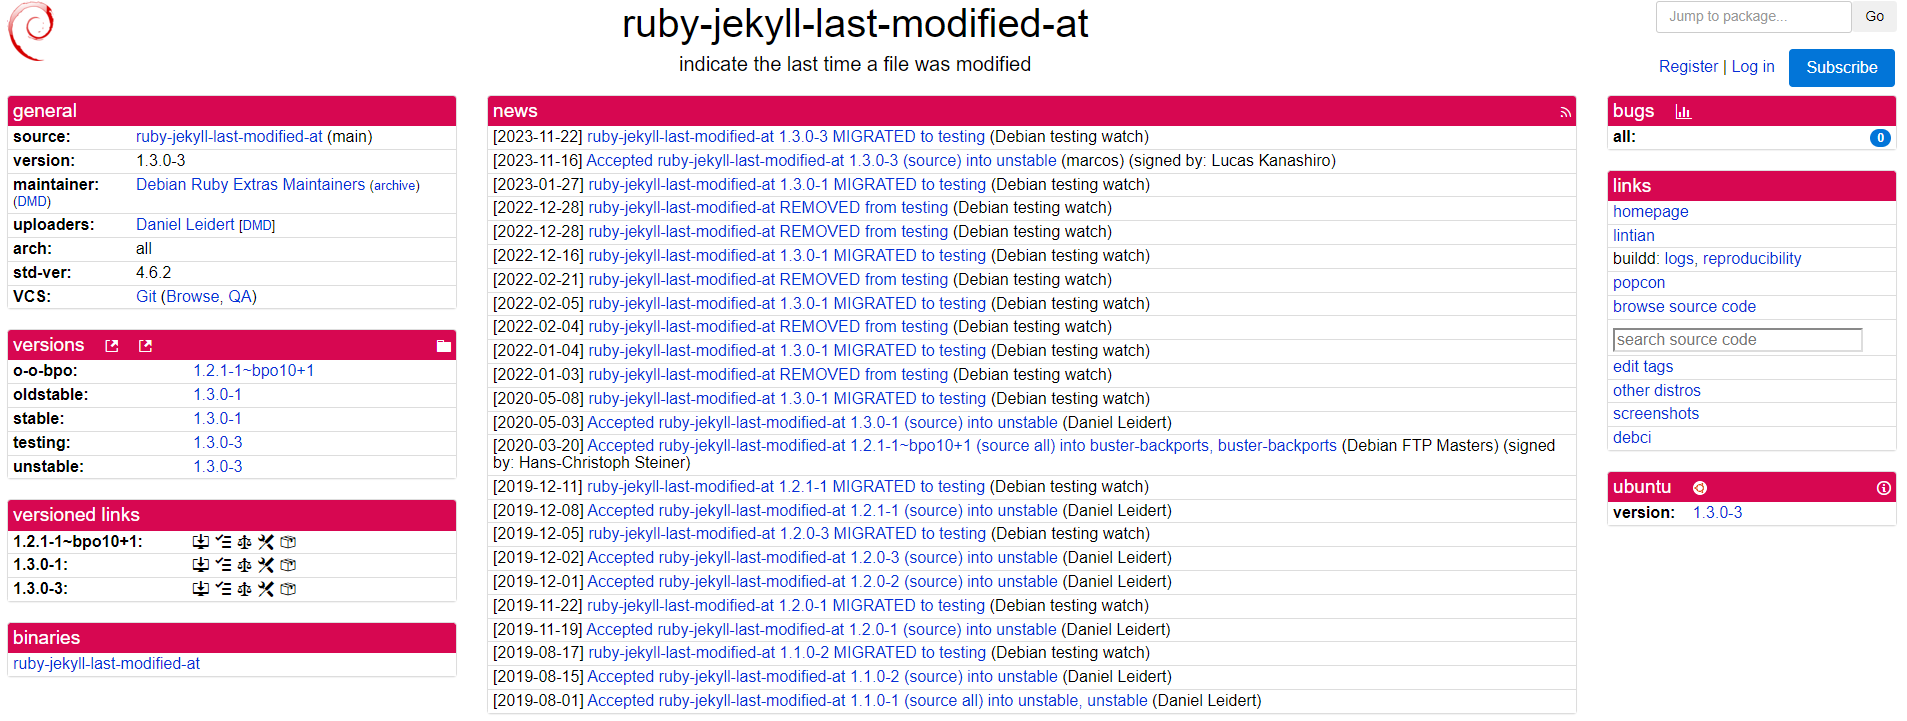 ruby-jekyll-last-modified-at
indicate the last time a file was modified
Jump to package...
Go
Register | Log in
Subscribe
general
source: ruby-jekyll-last-modified-at (main)
version: 1.3.0-3
maintainer: Debian Ruby Extras Maintainers (archive)
(DMD)
uploaders: Daniel Leidert [DMD]
arch: all
std-ver: 4.6.2
VCS: Git (Browse, QA)
versions
o-o-bpo: 1.2.1-1~bpo10+1
oldstable: 1.3.0-1
stable: 1.3.0-1
testing: 1.3.0-3
unstable: 1.3.0-3
versioned links
1.2.1-1~bpo10+1:
1.3.0-1:
1.3.0-3:
binaries
ruby-jekyll-last-modified-at
news
[2023-11-22] ruby-jekyll-last-modified-at 1.3.0-3 MIGRATED to testing (Debian testing watch)
[2023-11-16] Accepted ruby-jekyll-last-modified-at 1.3.0-3 (source) into unstable (marcos) (signed by: Lucas Kanashiro)
[2023-01-27] ruby-jekyll-last-modified-at 1.3.0-1 MIGRATED to testing (Debian testing watch)
[2022-12-28] ruby-jekyll-last-modified-at REMOVED from testing (Debian testing watch)
[2022-12-28] ruby-jekyll-last-modified-at REMOVED from testing (Debian testing watch)
[2022-12-16] ruby-jekyll-last-modified-at 1.3.0-1 MIGRATED to testing (Debian testing watch)
[2022-02-21] ruby-jekyll-last-modified-at REMOVED from testing (Debian testing watch)
[2022-02-05] ruby-jekyll-last-modified-at 1.3.0-1 MIGRATED to testing (Debian testing watch)
[2022-02-04] ruby-jekyll-last-modified-at REMOVED from testing (Debian testing watch)
[2022-01-04] ruby-jekyll-last-modified-at 1.3.0-1 MIGRATED to testing (Debian testing watch)
[2022-01-03] ruby-jekyll-last-modified-at REMOVED from testing (Debian testing watch)
[2020-05-08] ruby-jekyll-last-modified-at 1.3.0-1 MIGRATED to testing (Debian testing watch)
[2020-05-03] Accepted ruby-jekyll-last-modified-at 1.3.0-1 (source) into unstable (Daniel Leidert)
[2020-03-20] Accepted ruby-jekyll-last-modified-at 1.2.1-1~bpo10+1 (source all) into buster-backports, buster-backports (Debian FTP Masters) (signed
by: Hans-Christoph Steiner)
[2019-12-11] ruby-jekyll-last-modified-at 1.2.1-1 MIGRATED to testing (Debian testing watch)
[2019-12-08] Accepted ruby-jekyll-last-modified-at 1.2.1-1 (source) into unstable (Daniel Leidert)
[2019-12-05] ruby-jekyll-last-modified-at 1.2.0-3 MIGRATED to testing (Debian testing watch)
[2019-12-02] Accepted ruby-jekyll-last-modified-at 1.2.0-3 (source) into unstable (Daniel Leidert)
[2019-12-01] Accepted ruby-jekyll-last-modified-at 1.2.0-2 (source) into unstable (Daniel Leidert)
[2019-11-22] ruby-jekyll-last-modified-at 1.2.0-1 MIGRATED to testing (Debian testing watch)
[2019-11-19] Accepted ruby-jekyll-last-modified-at 1.2.0-1 (source) into unstable (Daniel Leidert)
[2019-08-17] ruby-jekyll-last-modified-at 1.1.0-2 MIGRATED to testing (Debian testing watch)
[2019-08-15] Accepted ruby-jekyll-last-modified-at 1.1.0-2 (source) into unstable (Daniel Leidert)
[2019-08-01] Accepted ruby-jekyll-last-modified-at 1.1.0-1 (source all) into unstable, unstable (Daniel Leidert)
bugs
all: 0
links
homepage
lintian
buildd: logs, reproducibility
popcon
browse source code
search source code
edit tags
other distros
screenshots
debci
ubuntu
version: 1.3.0-3